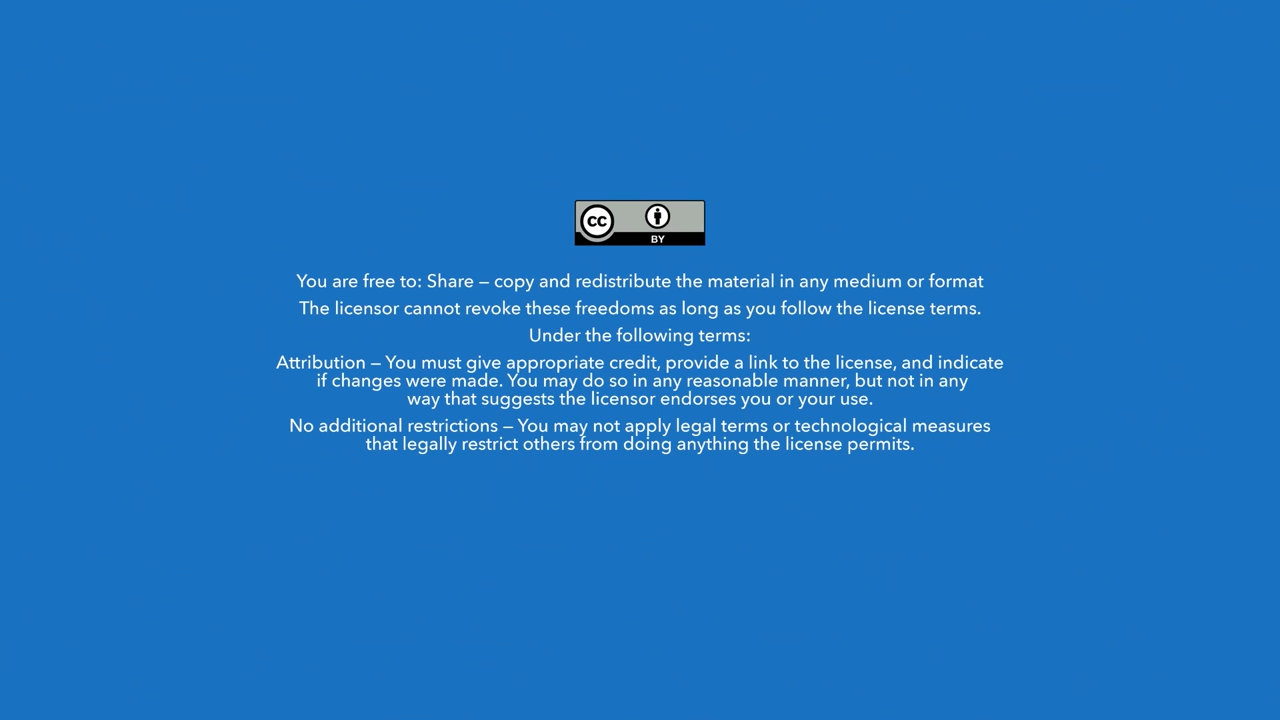 cc
BY
You are free to: Share – copy and redistribute the material in any medium or format
The licensor cannot revoke these freedoms as long as you follow the license terms.
Under the following terms:
Attribution – You must give appropriate credit, provide a link to the license, and indicate
if changes were made. You may do so in any reasonable manner, but not in any
way that suggests the licensor endorses you or your use.
No additional restrictions – You may not apply legal terms or technological measures
that legally restrict others from doing anything the license permits.